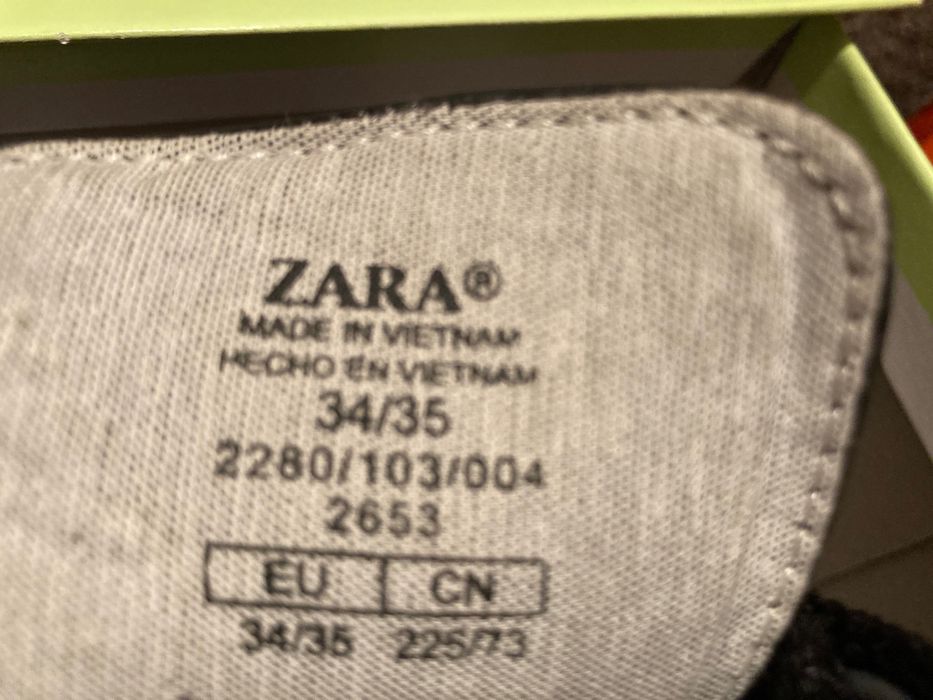 ZARA®
MADE IN VIETNAM
HECHO EN VIETNAM
34/35
2280/103/004
2653
EU CN
34/35 225/73